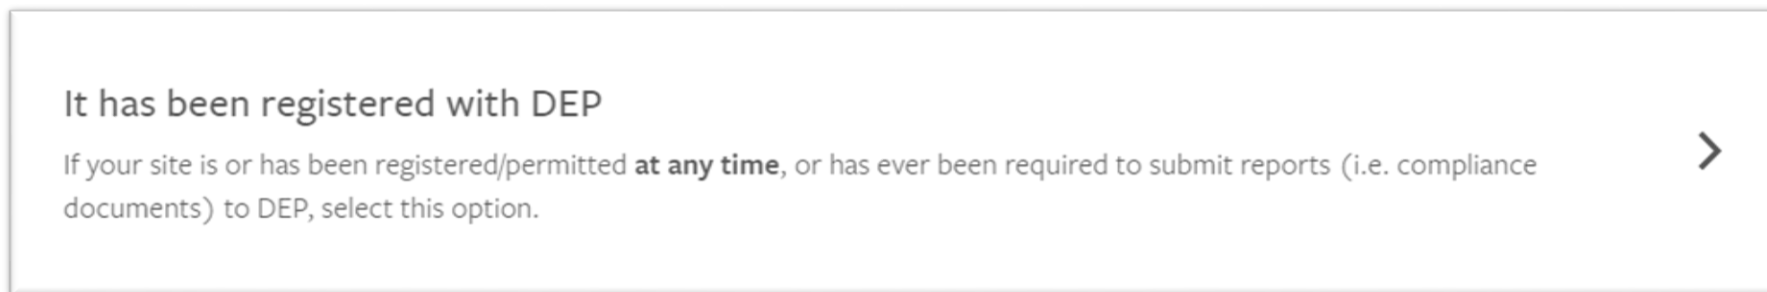 It has been registered with DEP
If your site is or has been registered/permitted at any time, or has ever been required to submit reports (i.e. compliance
documents) to DEP, select this option.